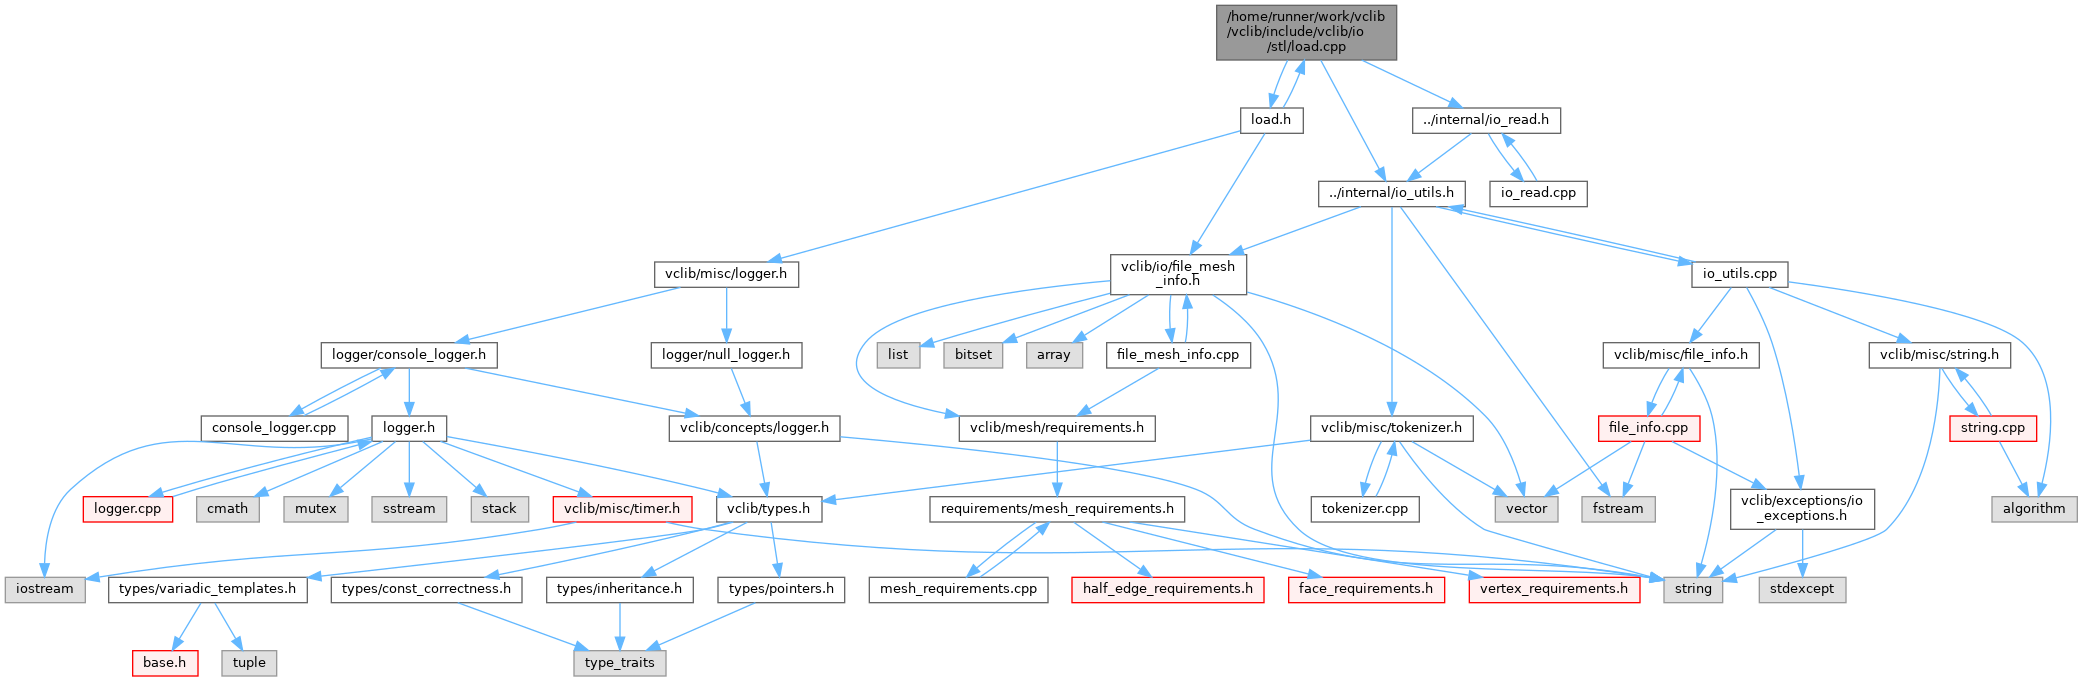 /home/runner/work/vclib
/vclib/include/vclib/io
/stl/load.cpp
load.h
../internal/io_read.h
../internal/io_utils.h
io_read.cpp
vclib/misc/logger.h
vclib/io/file_mesh
_info.h
io_utils.cpp
logger/console_logger.h
logger/null_logger.h
list
bitset
array
file_mesh_info.cpp
vclib/misc/file_info.h
vclib/misc/string.h
console_logger.cpp
logger.h
vclib/concepts/logger.h
vclib/mesh/requirements.h
vclib/misc/tokenizer.h
file_info.cpp
string.cpp
logger.cpp
cmath
mutex
sstream
stack
vclib/misc/timer.h
vclib/types.h
requirements/mesh_requirements.h
tokenizer.cpp
vector
fstream
vclib/exceptions/io
_exceptions.h
algorithm
iostream
types/variadic_templates.h
types/const_correctness.h
types/inheritance.h
types/pointers.h
mesh_requirements.cpp
half_edge_requirements.h
face_requirements.h
vertex_requirements.h
string
stdexcept
base.h
tuple
type_traits